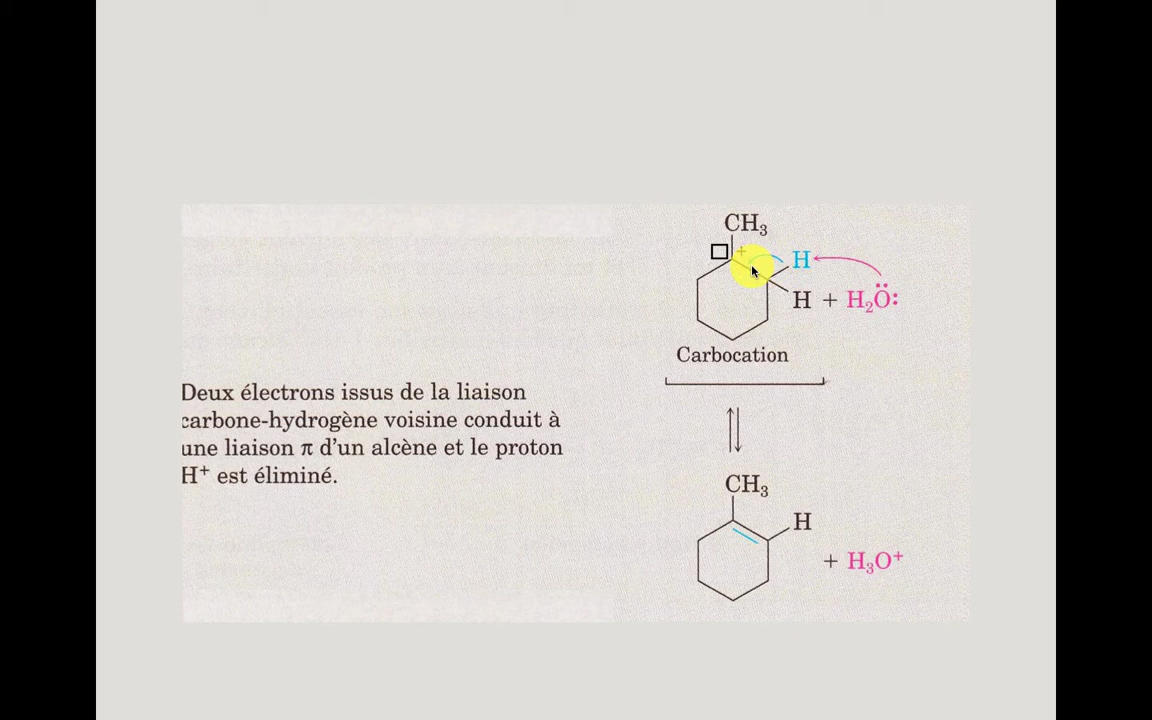 CH₃
+
H
H + H₂Ö:
Carbocation
Deux électrons issus de la liaison
carbone-hydrogène voisine conduit à
une liaison π d'un alcène et le proton
H⁺ est éliminé.
CH₃
H
+ H₃O⁺